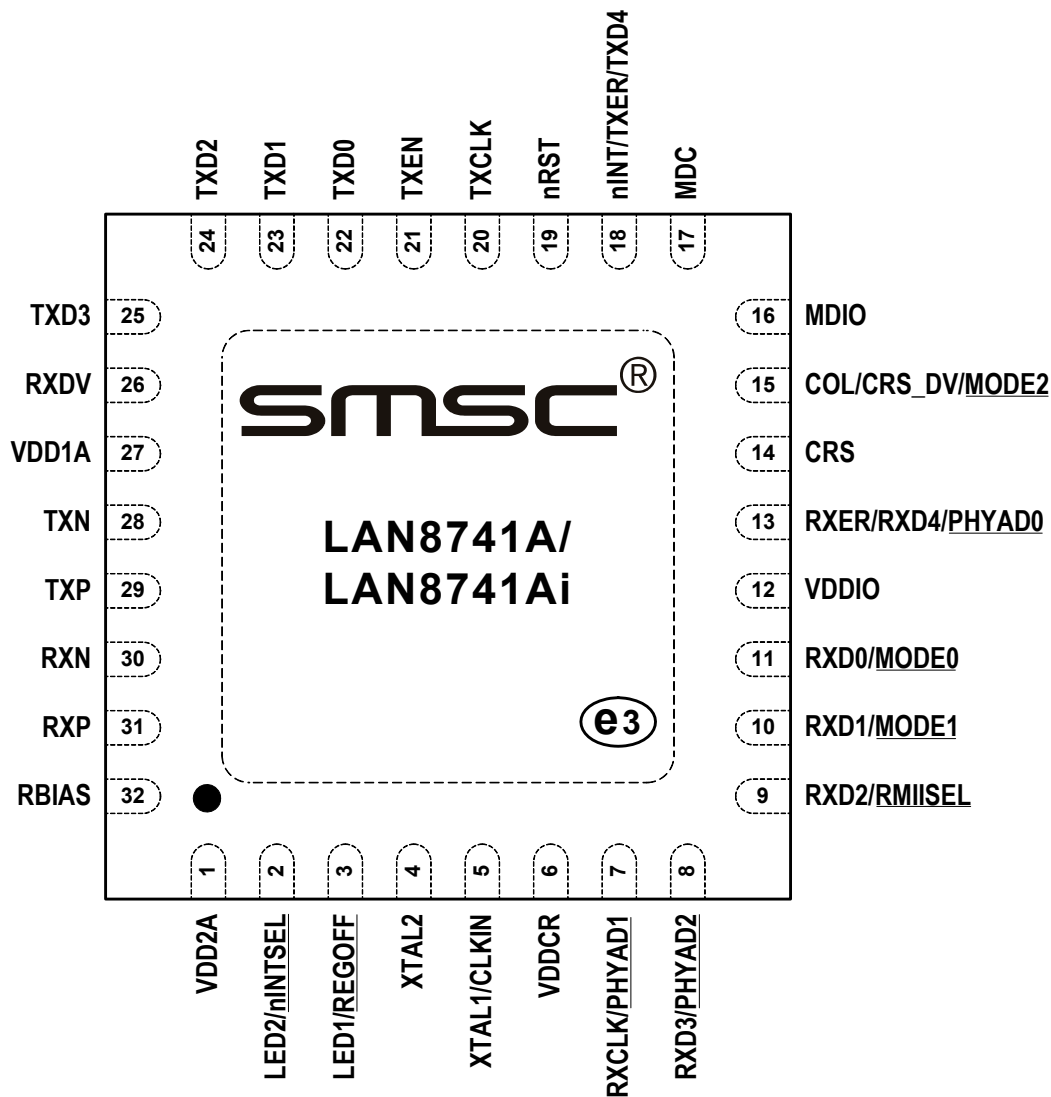 TXD2
TXD1
TXD0
TXEN
TXCLK
nRST
nINT/TXER/TXD4
MDC
24
23
22
21
20
19
18
17
TXD3 25
RXDV 26
VDD1A 27
TXN 28
TXP 29
RXN 30
RXP 31
RBIAS 32
SMSC®
LAN8741A/
LAN8741Ai
e3
16 MDIO
15 COL/CRS_DV/MODE2
14 CRS
13 RXER/RXD4/PHYAD0
12 VDDIO
11 RXD0/MODE0
10 RXD1/MODE1
9 RXD2/RMIISEL
1
2
3
4
5
6
7
8
VDD2A
LED2/nINTSEL
LED1/REGOFF
XTAL2
XTAL1/CLKIN
VDDCR
RXCLK/PHYAD1
RXD3/PHYAD2